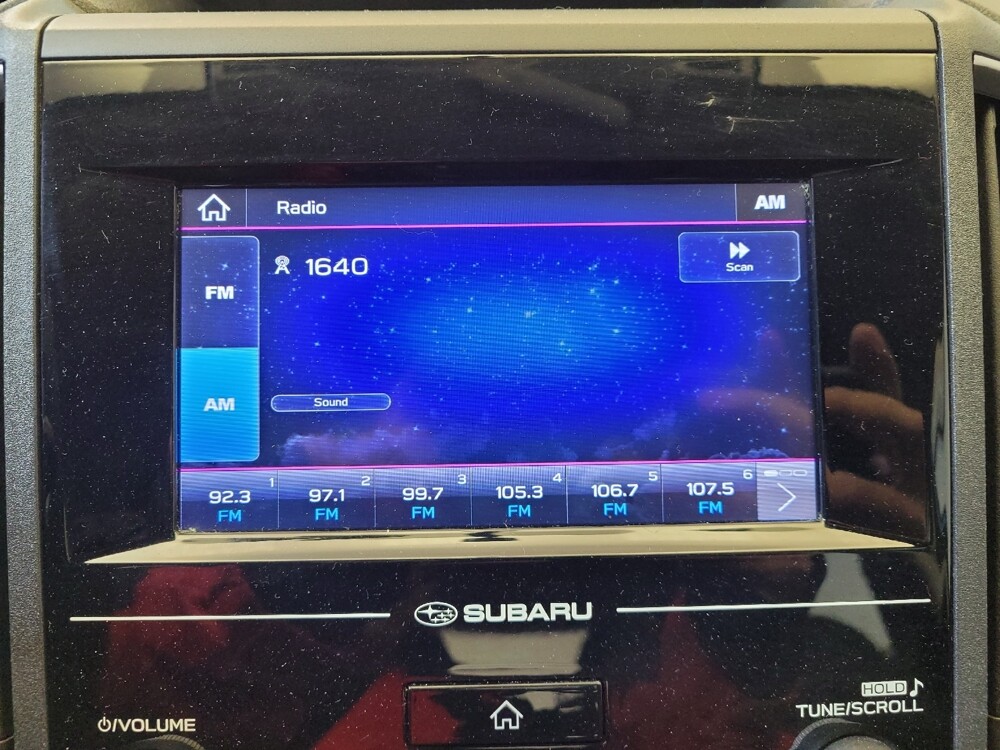 Radio
AM
FM
1640
Scan
AM
Sound
1 2 3 4 5 6
92.3 97.1 99.7 105.3 106.7 107.5
FM FM FM FM FM FM
SUBARU
HOLD
/VOLUME
TUNE/SCROLL